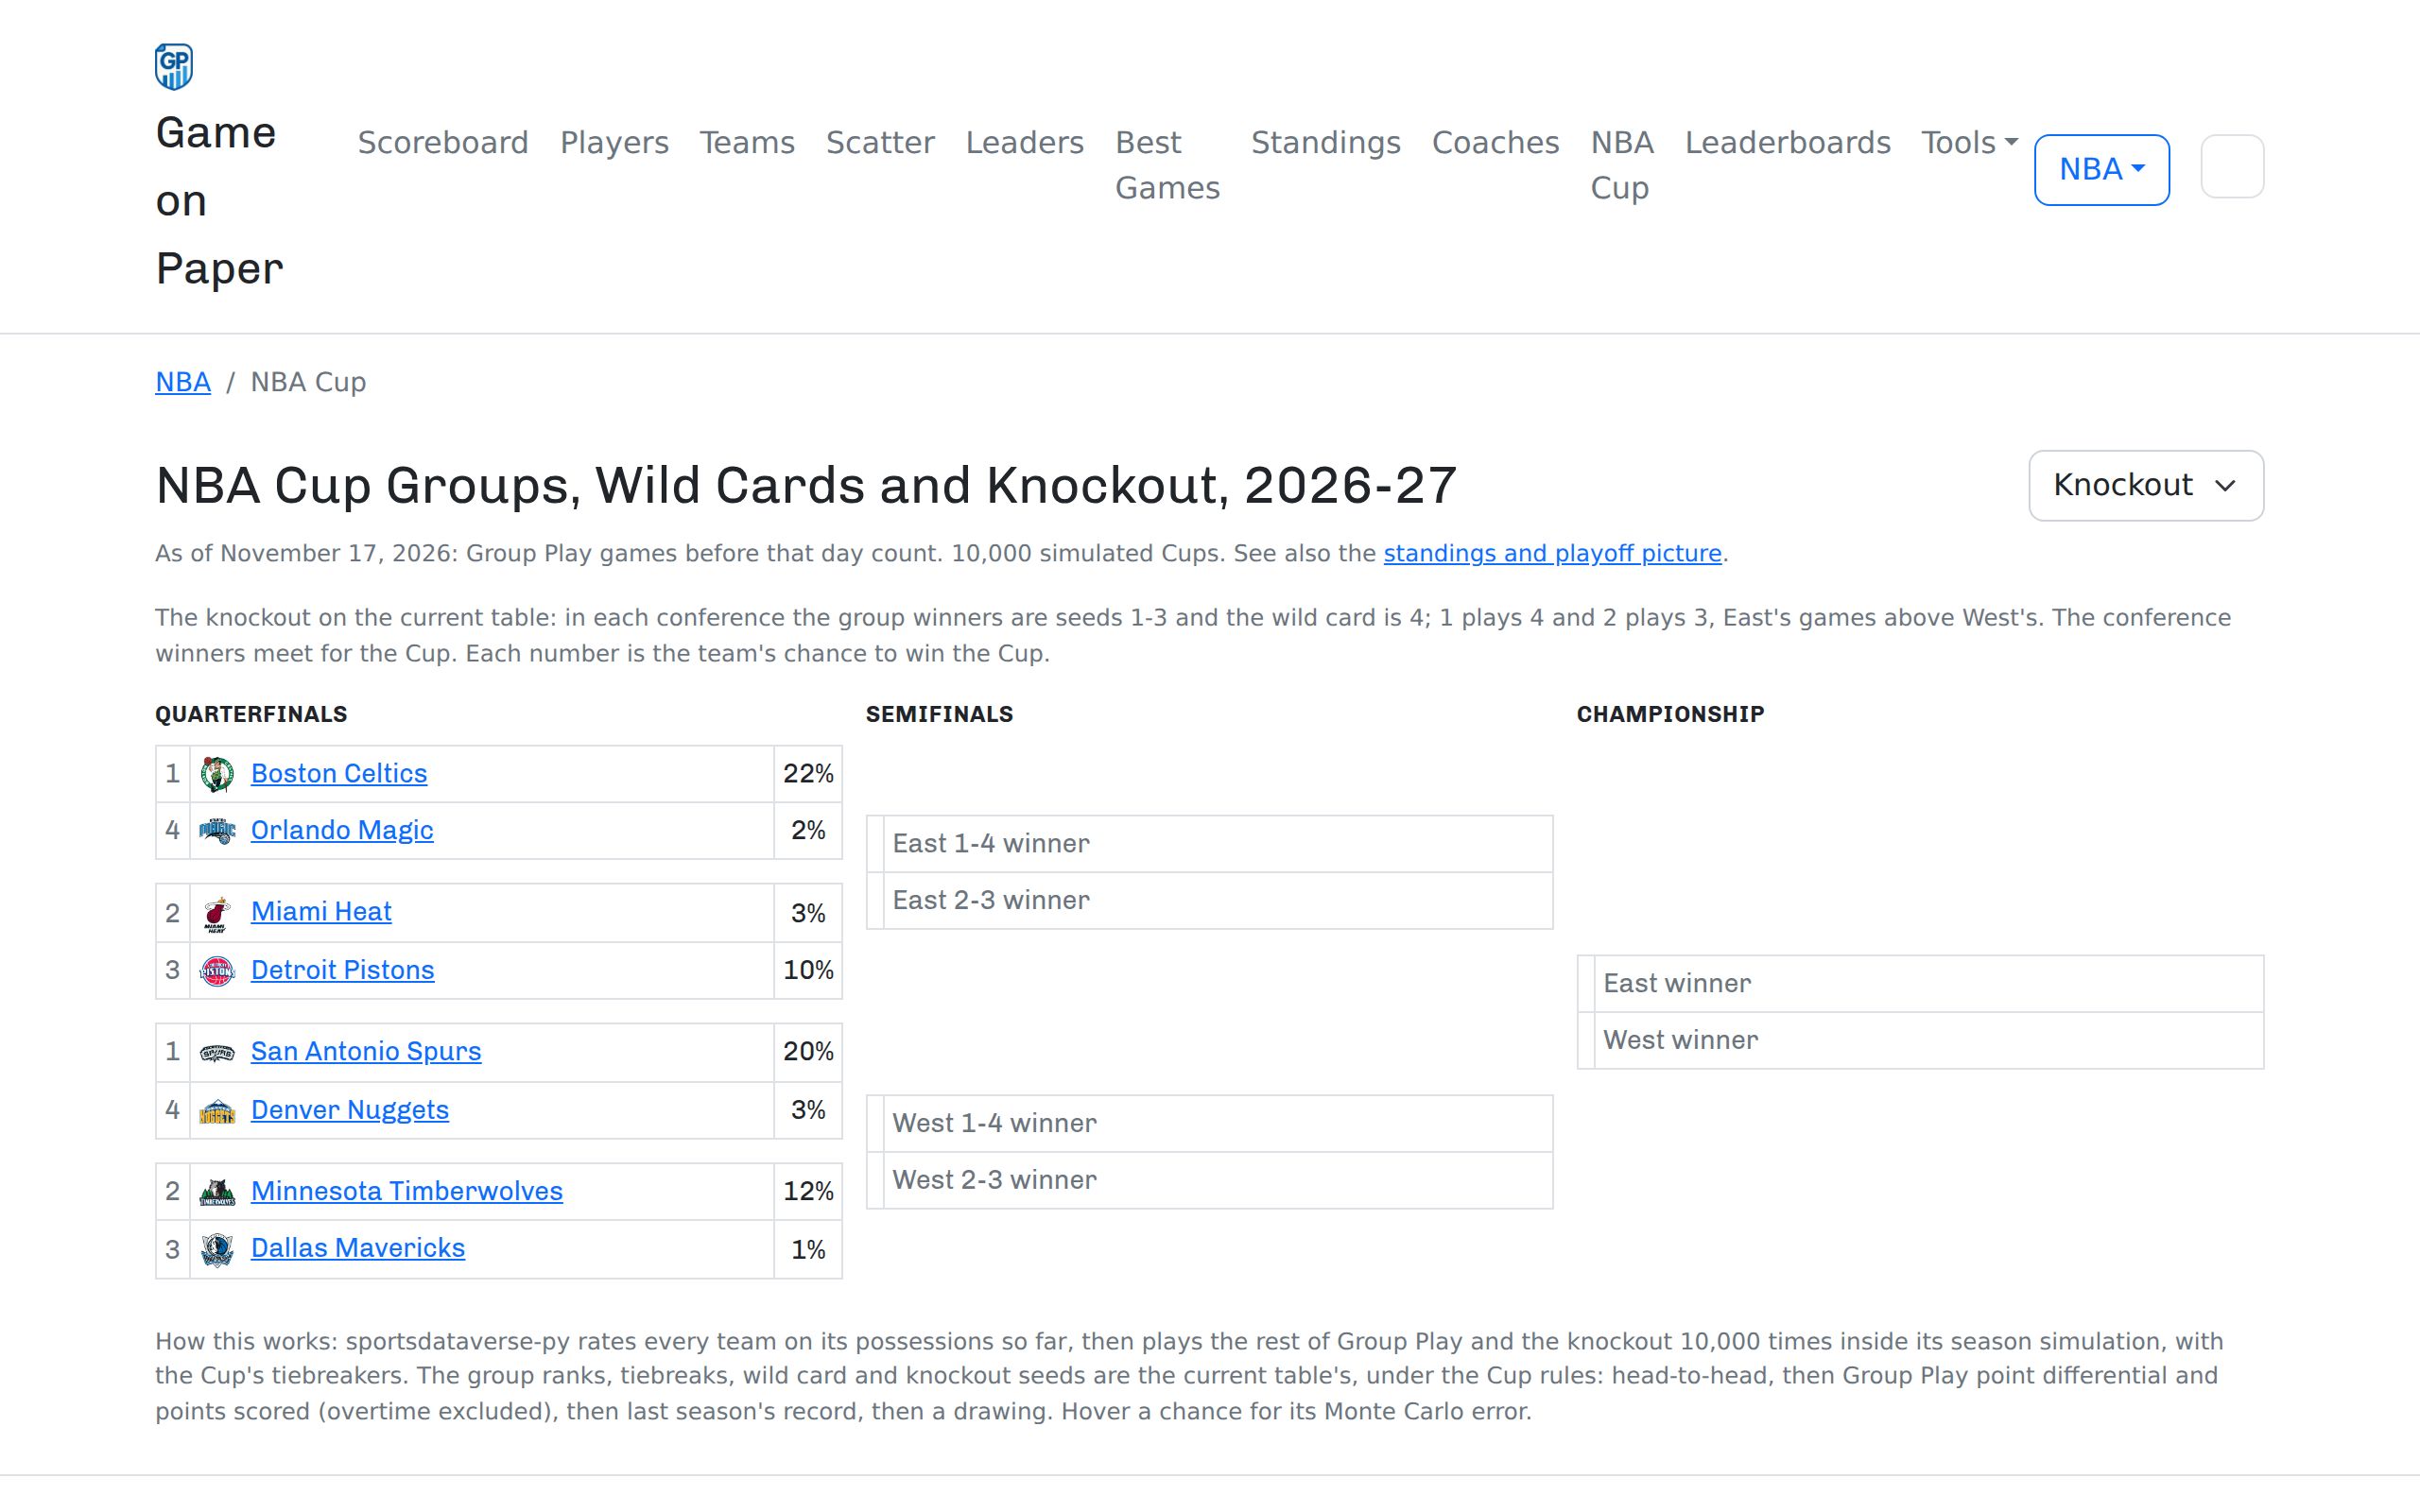 GP
Game
on
Paper
Scoreboard Players Teams Scatter Leaders Best Games Standings Coaches NBA Cup Leaderboards Tools
NBA
NBA / NBA Cup
NBA Cup Groups, Wild Cards and Knockout, 2026-27
Knockout
As of November 17, 2026: Group Play games before that day count. 10,000 simulated Cups. See also the standings and playoff picture.
The knockout on the current table: in each conference the group winners are seeds 1-3 and the wild card is 4; 1 plays 4 and 2 plays 3, East's games above West's. The conference
winners meet for the Cup. Each number is the team's chance to win the Cup.
QUARTERFINALS
1 Boston Celtics 22%
4 Orlando Magic 2%
2 Miami Heat 3%
3 Detroit Pistons 10%
1 San Antonio Spurs 20%
4 Denver Nuggets 3%
2 Minnesota Timberwolves 12%
3 Dallas Mavericks 1%
SEMIFINALS
East 1-4 winner
East 2-3 winner
West 1-4 winner
West 2-3 winner
CHAMPIONSHIP
East winner
West winner
How this works: sportsdataverse-py rates every team on its possessions so far, then plays the rest of Group Play and the knockout 10,000 times inside its season simulation, with
the Cup's tiebreakers. The group ranks, tiebreaks, wild card and knockout seeds are the current table's, under the Cup rules: head-to-head, then Group Play point differential and
points scored (overtime excluded), then last season's record, then a drawing. Hover a chance for its Monte Carlo error.